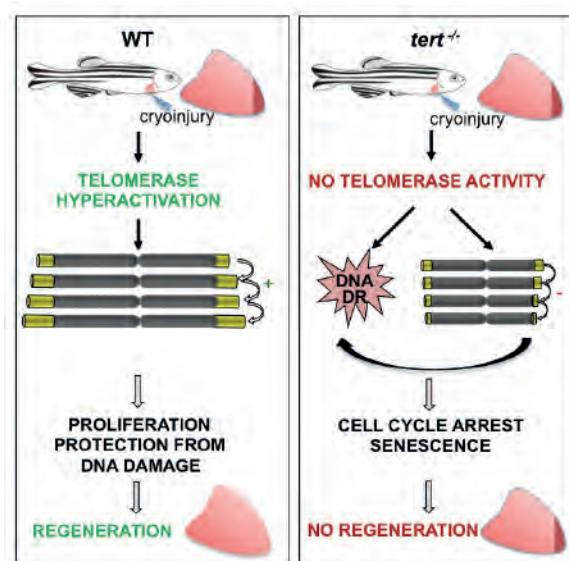 WT
cryoinjury
TELOMERASE
HYPERACTIVATION
+
PROLIFERATION
PROTECTION FROM
DNA DAMAGE
REGENERATION
tert -/-
cryoinjury
NO TELOMERASE ACTIVITY
DNA
DR
-
CELL CYCLE ARREST
SENESCENCE
NO REGENERATION